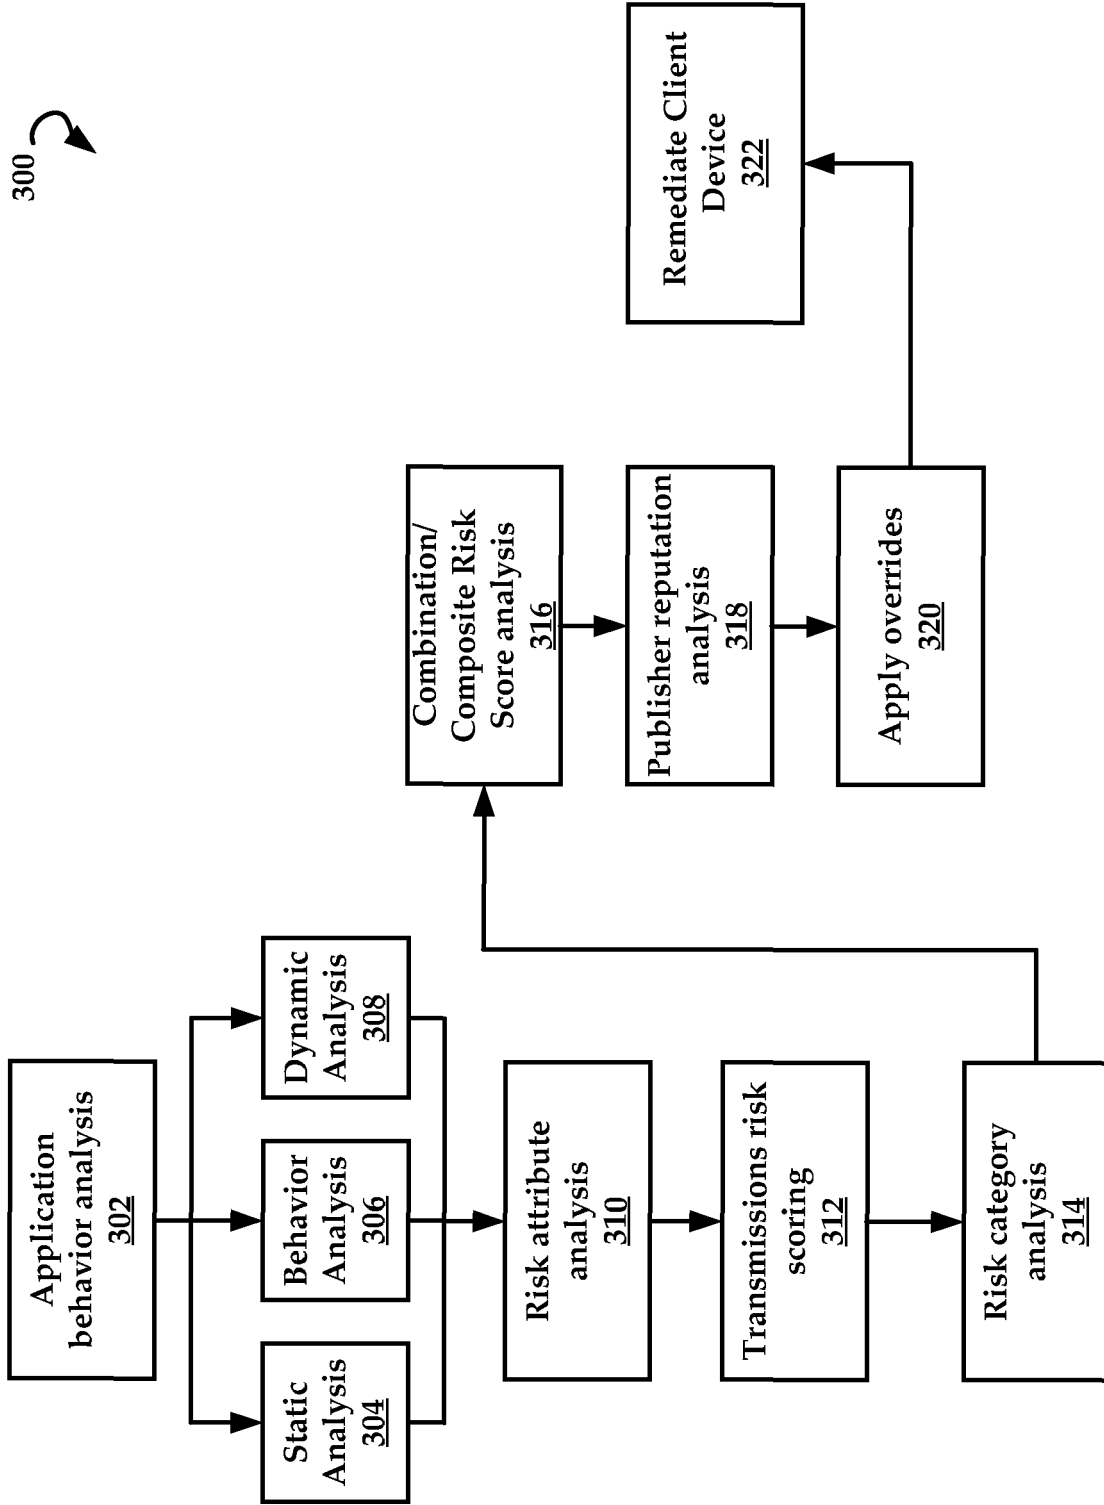 300
Application
behavior analysis
302
Static
Analysis
304
Behavior
Analysis
306
Dynamic
Analysis
308
Risk attribute
analysis
310
Transmissions risk
scoring
312
Risk category
analysis
314
Combination/
Composite Risk
Score analysis
316
Publisher reputation
analysis
318
Apply overrides
320
Remediate Client
Device
322